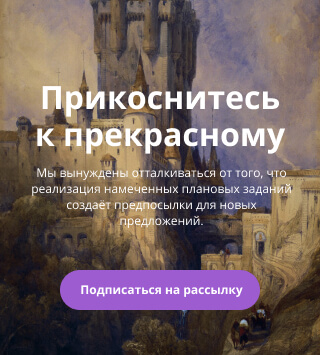 Прикоснитесь
к прекрасному
Мы вынуждены отталкиваться от того, что
реализация намеченных плановых заданий
создаёт предпосылки для новых
предложений.
Подписаться на рассылку